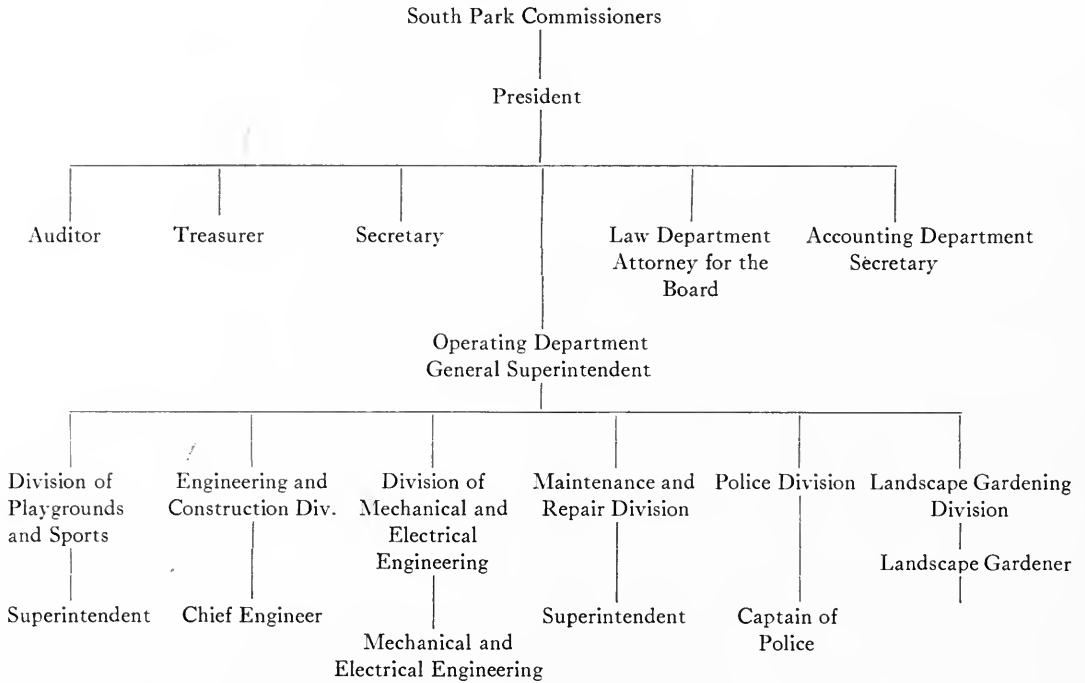 South Park Commissioners
President
Auditor
Treasurer
Secretary
Law Department
Attorney for the
Board
Accounting Department
Secretary
Operating Department
General Superintendent
Division of
Playgrounds
and Sports
Superintendent
Engineering and
Construction Div.
Chief Engineer
Division of
Mechanical and
Electrical
Engineering
Mechanical and
Electrical Engineering
Maintenance and
Repair Division
Superintendent
Police Division
Captain of
Police
Landscape Gardening
Division
Landscape Gardener